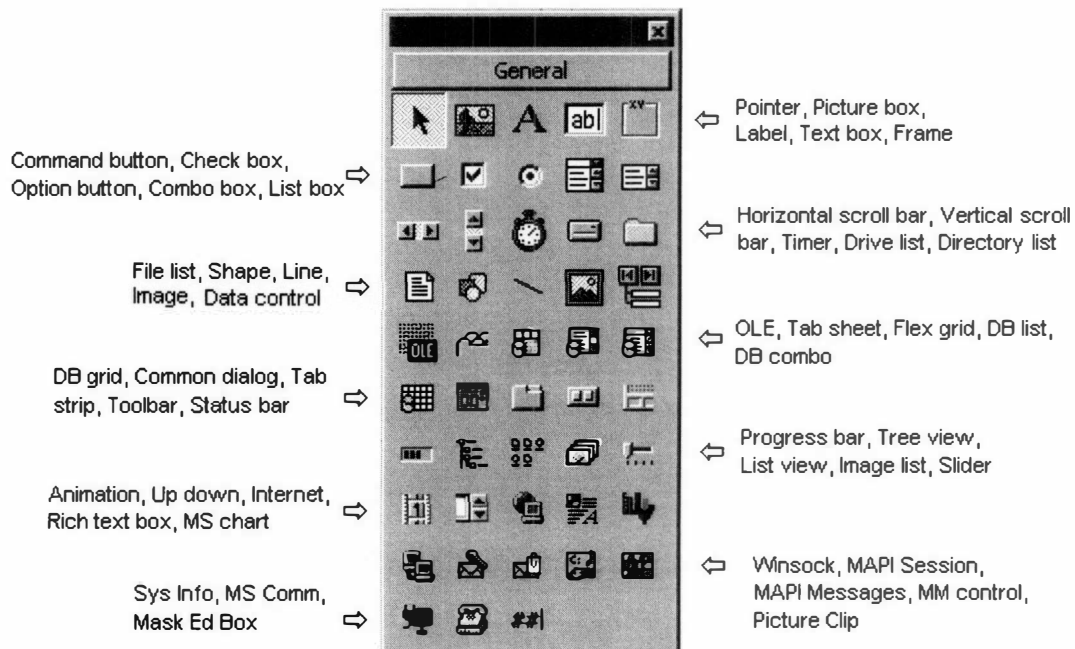 General
Pointer, Picture box,
Label, Text box, Frame
Command button, Check box,
Option button, Combo box, List box
Horizontal scroll bar, Vertical scroll
bar, Timer, Drive list, Directory list
File list, Shape, Line,
Image, Data control
OLE, Tab sheet, Flex grid, DB list,
DB combo
DB grid, Common dialog, Tab
strip, Toolbar, Status bar
Progress bar, Tree view,
List view, Image list, Slider
Animation, Up down, Internet,
Rich text box, MS chart
Winsock, MAPI Session,
MAPI Messages, MM control,
Picture Clip
Sys Info, MS Comm,
Mask Ed Box
A
ab|
XY
OLE
1
A
##|